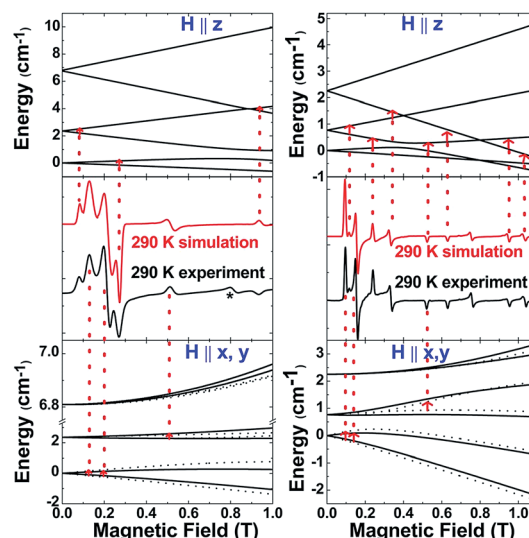 H || z
Energy (cm⁻¹)
10
8
6
4
2
0
290 K simulation
290 K experiment
*
H || x, y
Energy (cm⁻¹)
7.0
6.8
2
0
-2
0.0 0.2 0.4 0.6 0.8 1.0
Magnetic Field (T)
H || z
Energy (cm⁻¹)
5
4
3
2
1
0
-1
290 K simulation
290 K experiment
H || x,y
Energy (cm⁻¹)
3
2
1
0
-1
-2
0.0 0.2 0.4 0.6 0.8 1.0
Magnetic Field (T)